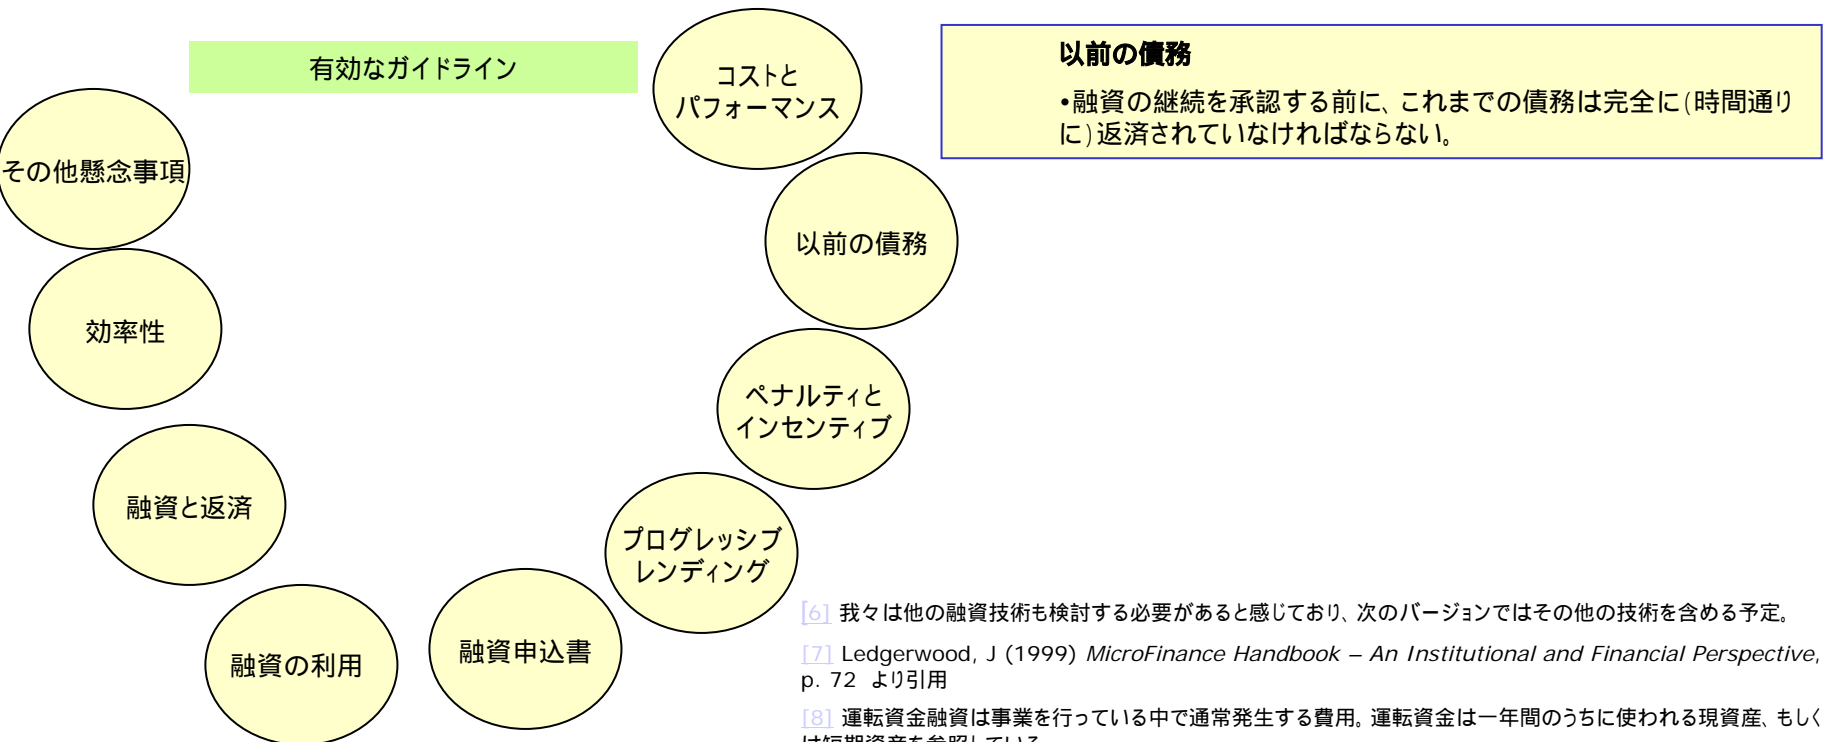 有効なガイドライン
コストと
パフォーマンス
以前の債務
•融資の継続を承認する前に、これまでの債務は完全に(時間通り
に)返済されていなければならない。
その他懸念事項
以前の債務
効率性
ペナルティと
インセンティブ
融資と返済
プログレッシブ
レンディング
融資申込書
融資の利用
[6] 我々は他の融資技術も検討する必要があると感じており、次のバージョンではその他の技術を含める予定。
[7] Ledgerwood, J (1999) MicroFinance Handbook – An Institutional and Financial Perspective,
p. 72 より引用
[8] 運転資金融資は事業を行っている中で通常発生する費用。運転資金は一年間のうちに使われる現資産、もしく
は短期資産を参照している。